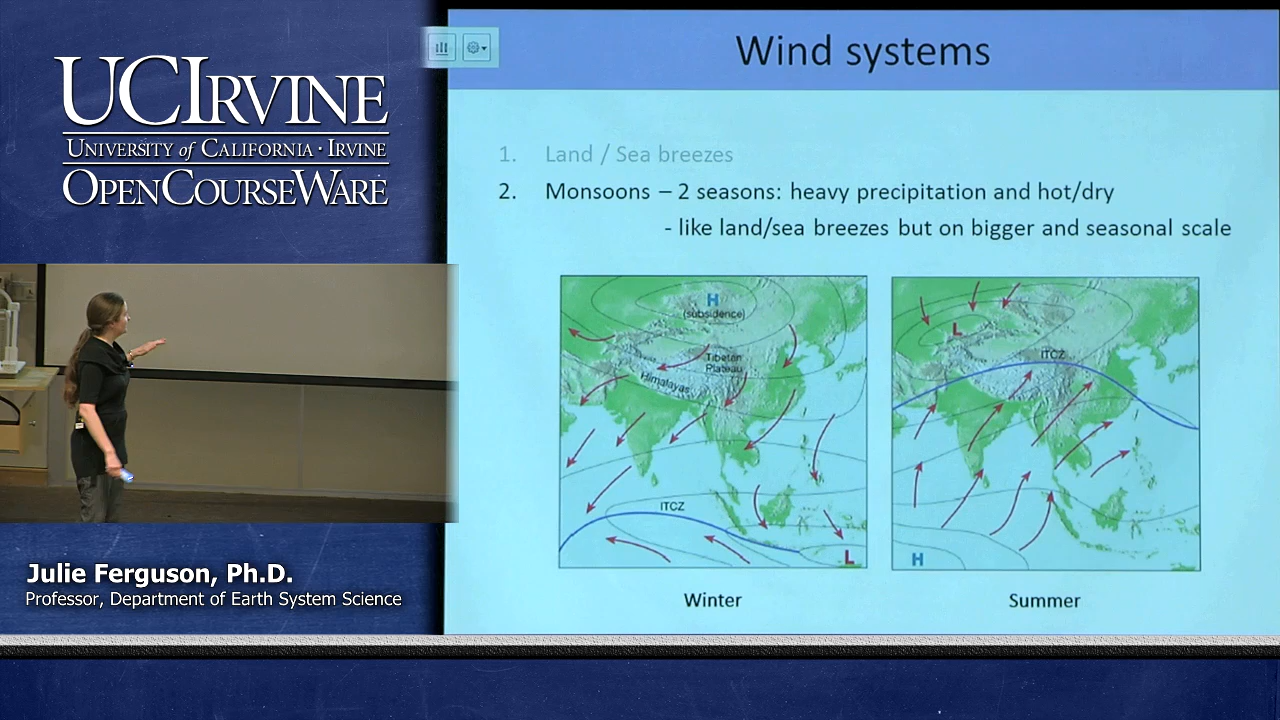 UCIRVINE
UNIVERSITY of CALIFORNIA · IRVINE
OPENCOURSEWARE
Wind systems
1. Land / Sea breezes
2. Monsoons – 2 seasons: heavy precipitation and hot/dry
- like land/sea breezes but on bigger and seasonal scale
H
(subsidence)
Tibetan
Plateau
Himalayas
ITCZ
L
Winter
L
ITCZ
H
Summer
Julie Ferguson, Ph.D.
Professor, Department of Earth System Science